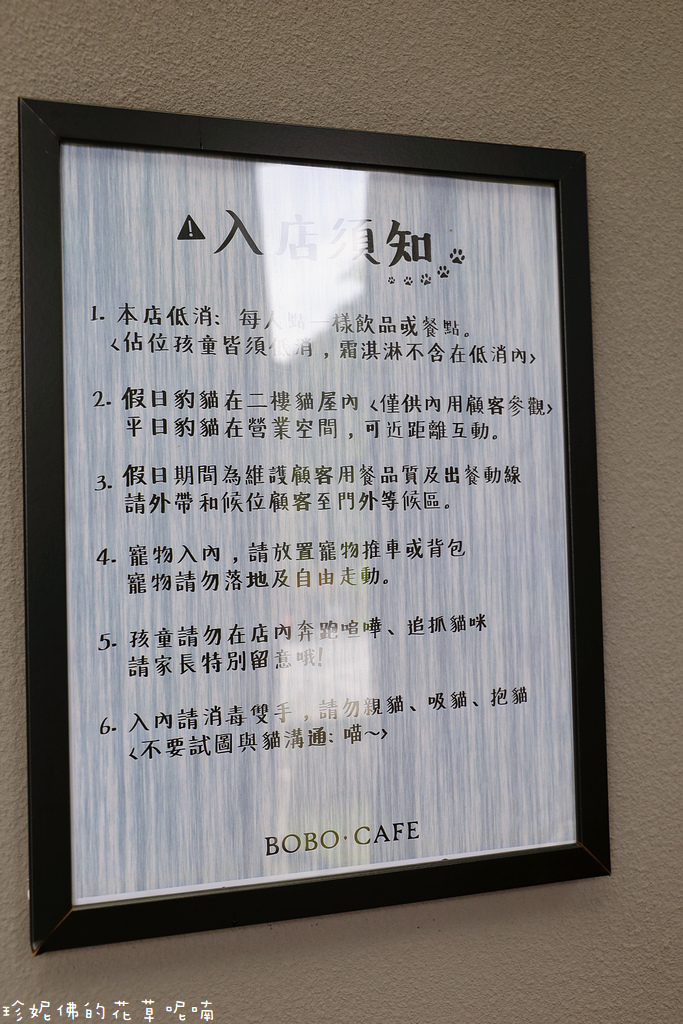 入店須知
1. 本店低消: 每人點一樣飲品或餐點。
<佔位孩童皆須低消，霜淇淋不含在低消內>
2. 假日豹貓在二樓貓屋內 <僅供內用顧客參觀>
平日豹貓在營業空間，可近距離互動。
3. 假日期間為維護顧客用餐品質及出餐動線
請外帶和候位顧客至門外等候區。
4. 寵物入內，請放置寵物推車或背包
寵物請勿落地及自由走動。
5. 孩童請勿在店內奔跑喧嘩、追抓貓咪
請家長特別留意哦!
6. 入內請消毒雙手，請勿親貓、吸貓、抱貓
<不要試圖與貓溝通: 喵~>
BOBO·CAFE
珍妮佛的花草呢喃